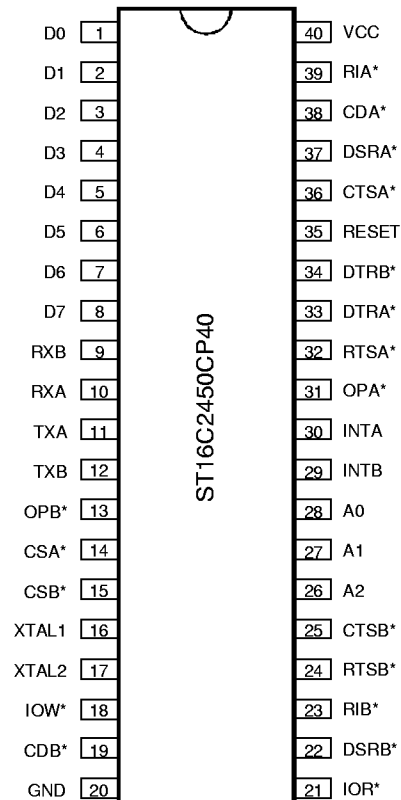 D0 1 40 VCC
D1 2 39 RIA*
D2 3 38 CDA*
D3 4 37 DSRA*
D4 5 36 CTSA*
D5 6 35 RESET
D6 7 34 DTRB*
D7 8 33 DTRA*
RXB 9 32 RTSA*
RXA 10 31 OPA*
TXA 11 30 INTA
TXB 12 29 INTB
OPB* 13 28 A0
CSA* 14 27 A1
CSB* 15 26 A2
XTAL1 16 25 CTSB*
XTAL2 17 24 RTSB*
IOW* 18 23 RIB*
CDB* 19 22 DSRB*
GND 20 21 IOR*
ST16C2450CP40